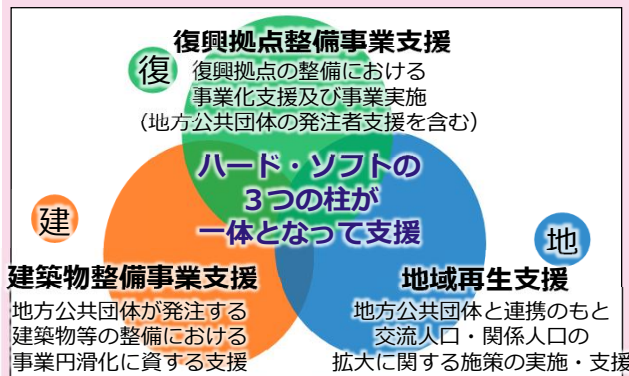 復興拠点整備事業支援
復
復興拠点の整備における
事業化支援及び事業実施
（地方公共団体の発注者支援を含む）
ハード・ソフトの
３つの柱が
一体となって支援
建
建築物整備事業支援
地方公共団体が発注する
建築物等の整備における
事業円滑化に資する支援
地
地域再生支援
地方公共団体と連携のもと
交流人口・関係人口の
拡大に関する施策の実施・支援